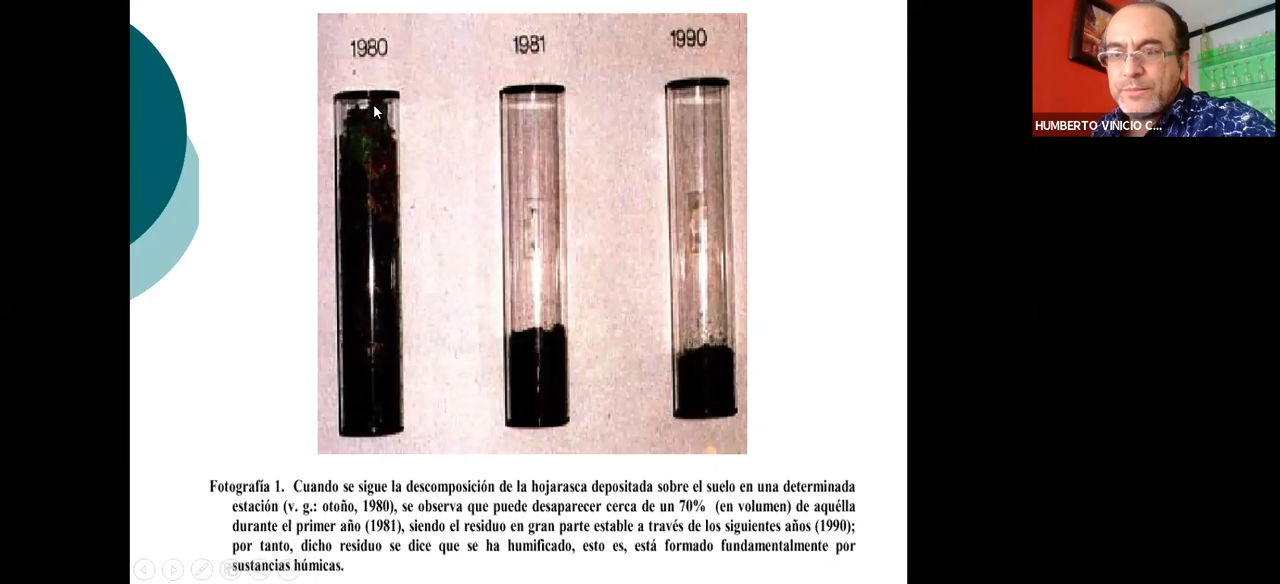 1980
1981
1990
HUMBERTO VINICIO C...
Fotografía 1. Cuando se sigue la descomposición de la hojarasca depositada sobre el suelo en una determinada
estación (v. g.: otoño, 1980), se observa que puede desaparecer cerca de un 70% (en volumen) de aquélla
durante el primer año (1981), siendo el residuo en gran parte estable a través de los siguientes años (1990);
por tanto, dicho residuo se dice que se ha humificado, esto es, está formado fundamentalmente por
sustancias húmicas.